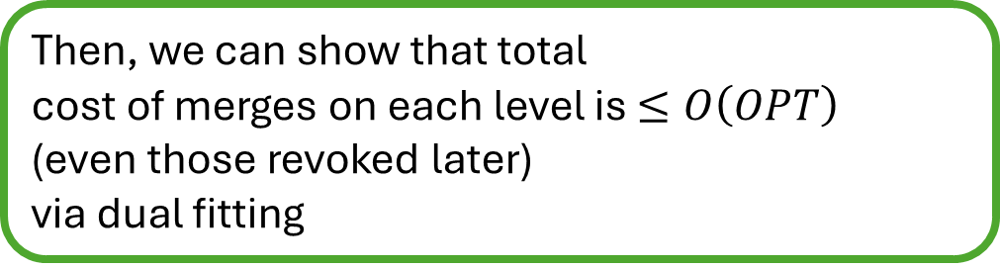 Then, we can show that total
cost of merges on each level is ≤ 𝑂(𝑂𝑃𝑇)
(even those revoked later)
via dual fitting